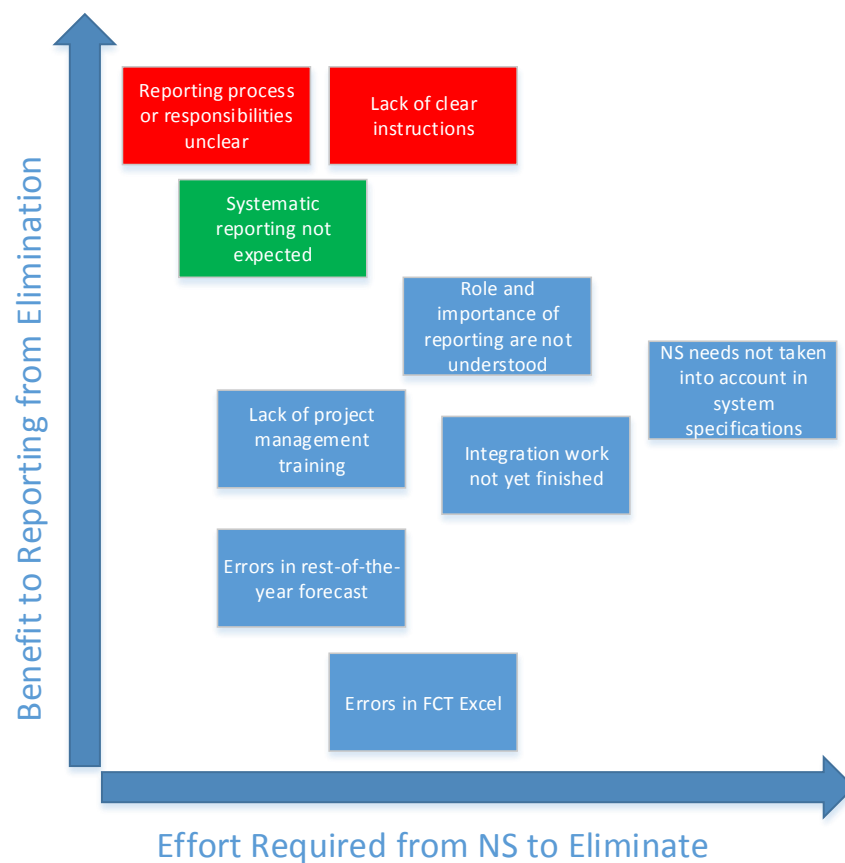 Benefit to Reporting from Elimination
Reporting process
or responsibilities
unclear
Lack of clear
instructions
Systematic
reporting not
expected
Role and
importance of
reporting are not
understood
NS needs not taken
into account in
system
specifications
Lack of project
management
training
Integration work
not yet finished
Errors in rest-of-the-
year forecast
Errors in FCT Excel
Effort Required from NS to Eliminate